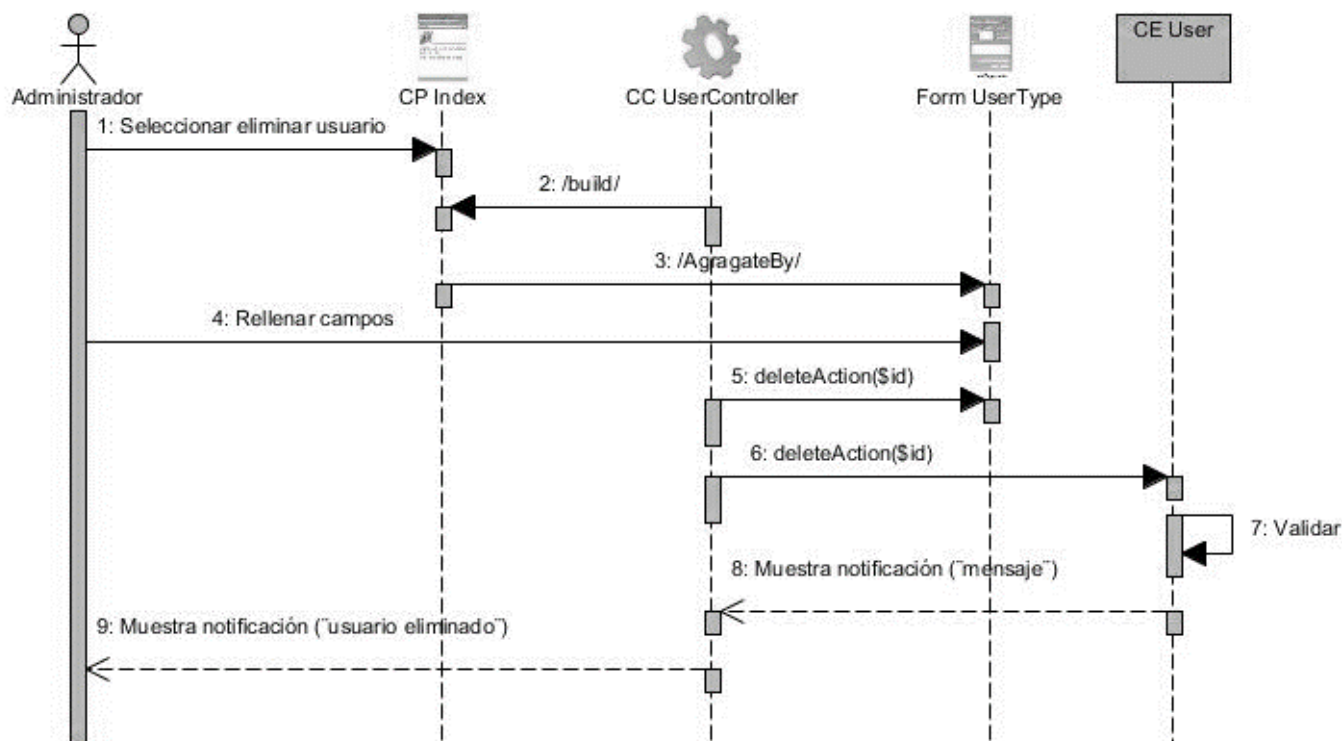 CE User
Administrador
CP Index
CC UserController
Form UserType
1: Seleccionar eliminar usuario
2: /build/
3: /AgragateBy/
4: Rellenar campos
5: deleteAction($id)
6: deleteAction($id)
7: Validar
8: Muestra notificación (¨mensaje¨)
9: Muestra notificación (¨usuario eliminado¨)